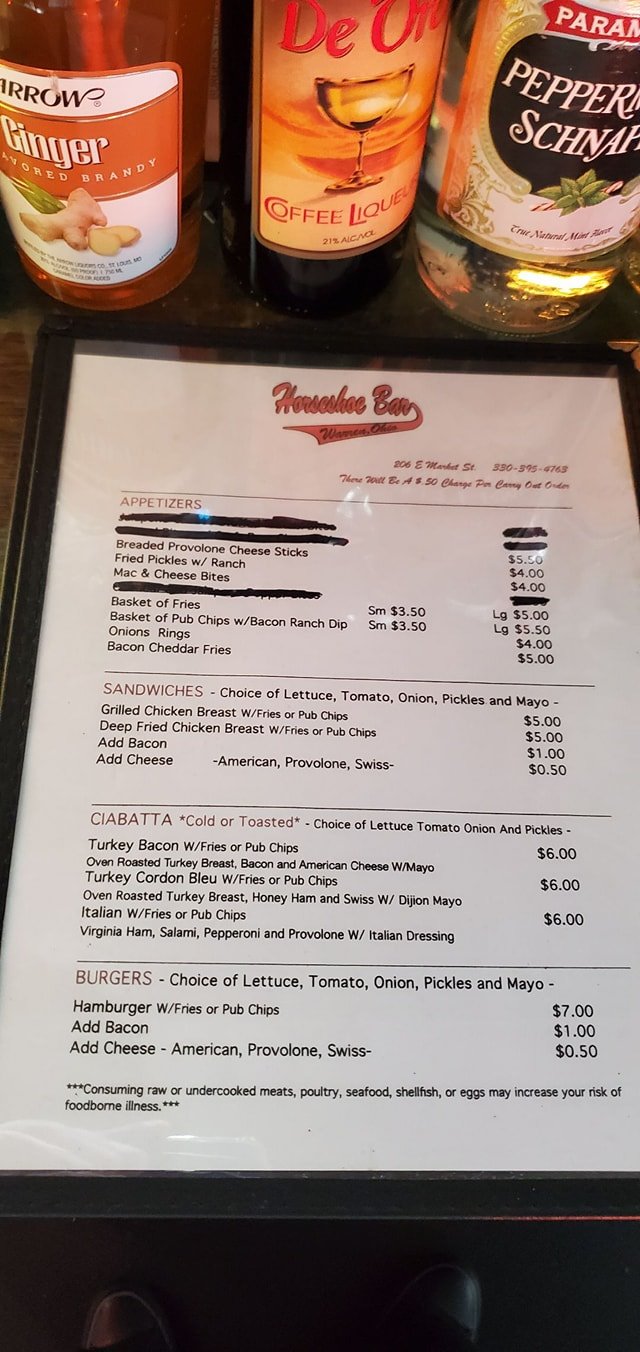 ARROW®
Ginger
VORED BRANDY
De
COFFEE
21% ALC/VOL
PARAM
PEPPER
SCHNAP
True Natural Mint Flavor
Horseshoe Bar
Warren, Ohio
206 E Market St. 330-395-4763
There Will Be A $.50 Charge Per Carry Out Order
APPETIZERS
Breaded Provolone Cheese Sticks $5.50
Fried Pickles w/ Ranch $4.00
Mac & Cheese Bites $4.00
Basket of Fries Sm $3.50 Lg $5.00
Basket of Pub Chips w/Bacon Ranch Dip Sm $3.50 Lg $5.50
Onions Rings $4.00
Bacon Cheddar Fries $5.00
SANDWICHES - Choice of Lettuce, Tomato, Onion, Pickles and Mayo -
Grilled Chicken Breast W/Fries or Pub Chips $5.00
Deep Fried Chicken Breast W/Fries or Pub Chips $5.00
Add Bacon $1.00
Add Cheese -American, Provolone, Swiss- $0.50
CIABATTA *Cold or Toasted* - Choice of Lettuce Tomato Onion And Pickles -
Turkey Bacon W/Fries or Pub Chips $6.00
Oven Roasted Turkey Breast, Bacon and American Cheese W/Mayo
Turkey Cordon Bleu W/Fries or Pub Chips $6.00
Oven Roasted Turkey Breast, Honey Ham and Swiss W/ Dijion Mayo
Italian W/Fries or Pub Chips $6.00
Virginia Ham, Salami, Pepperoni and Provolone W/ Italian Dressing
BURGERS - Choice of Lettuce, Tomato, Onion, Pickles and Mayo -
Hamburger W/Fries or Pub Chips $7.00
Add Bacon $1.00
Add Cheese - American, Provolone, Swiss- $0.50
***Consuming raw or undercooked meats, poultry, seafood, shellfish, or eggs may increase your risk of
foodborne illness.***